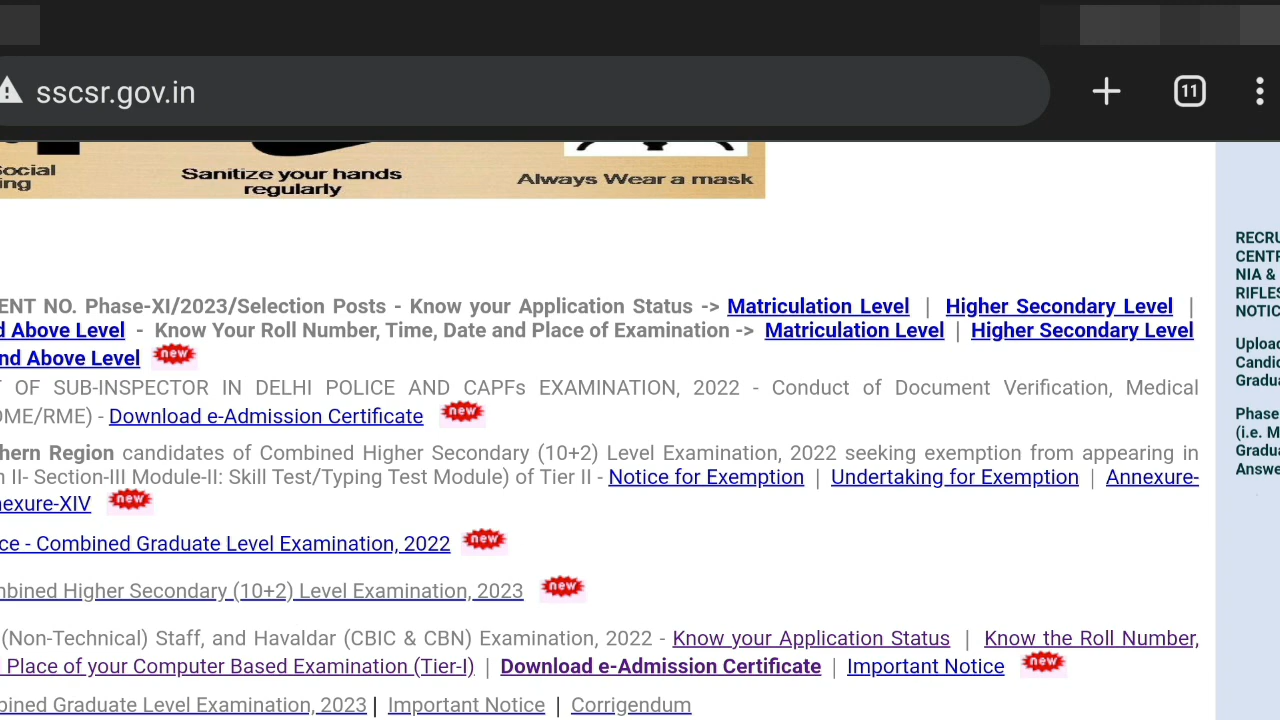 sscsr.gov.in
11
ocial
ing
Sanitize your hands
regularly
Always Wear a mask
ENT NO. Phase-XI/2023/Selection Posts - Know your Application Status -> Matriculation Level | Higher Secondary Level |
d Above Level - Know Your Roll Number, Time, Date and Place of Examination -> Matriculation Level | Higher Secondary Level
nd Above Level new
T OF SUB-INSPECTOR IN DELHI POLICE AND CAPFs EXAMINATION, 2022 - Conduct of Document Verification, Medical
OME/RME) - Download e-Admission Certificate new
hern Region candidates of Combined Higher Secondary (10+2) Level Examination, 2022 seeking exemption from appearing in
n II- Section-III Module-II: Skill Test/Typing Test Module) of Tier II - Notice for Exemption | Undertaking for Exemption | Annexure-
nexure-XIV new
ce - Combined Graduate Level Examination, 2022 new
mbined Higher Secondary (10+2) Level Examination, 2023 new
(Non-Technical) Staff, and Havaldar (CBIC & CBN) Examination, 2022 - Know your Application Status | Know the Roll Number,
Place of your Computer Based Examination (Tier-I) | Download e-Admission Certificate | Important Notice new
bined Graduate Level Examination, 2023 | Important Notice | Corrigendum
RECRU
CENTR
NIA &
RIFLES
NOTIC
Upload
Candid
Gradua
Phase
(i.e. M
Gradua
Answe